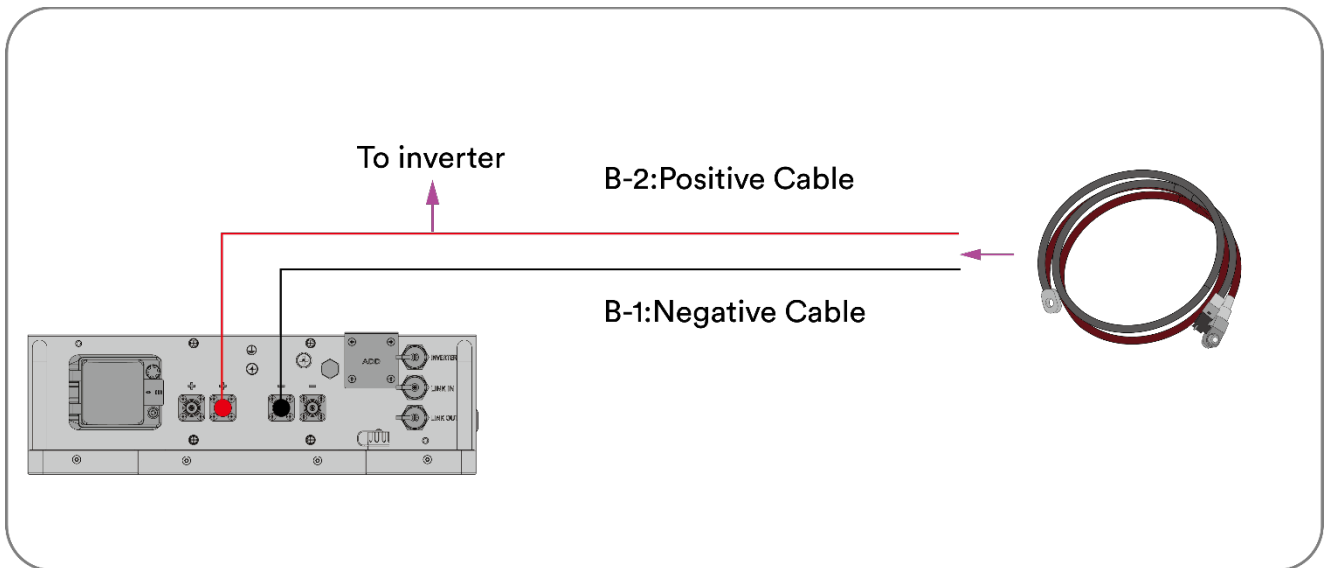 To inverter
B-2:Positive Cable
B-1:Negative Cable
ADD
INVERTER
LINK IN
LINK OUT